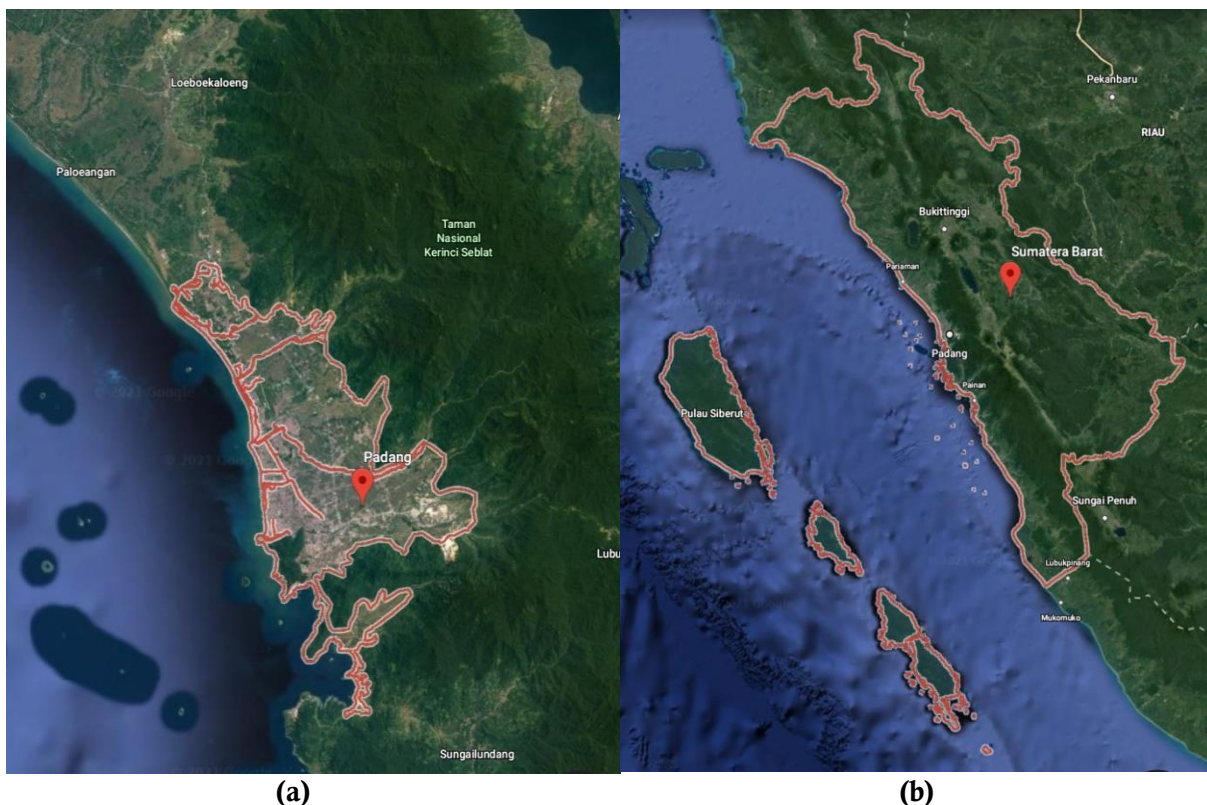 Loeboekaloeng
Paloeangan
Taman
Nasional
Kerinci Seblat
Padang
Sungailundang
(a)
Pekanbaru
RIAU
Bukittinggi
Sumatera Barat
Pariaman
Padang
Painan
Pulau Siberut
Sungai Penuh
Lubukpinang
Mukomuko
(b)